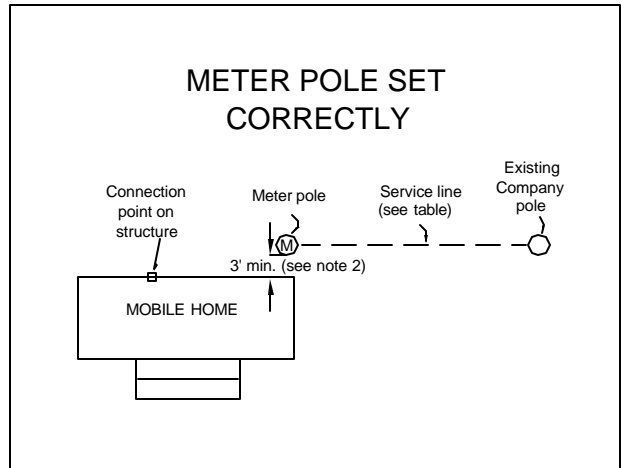 METER POLE SET
CORRECTLY
Existing
Company
pole
Connection
point on
structure
Meter pole
Service line
(see table)
M
3' min. (see note 2)
MOBILE HOME